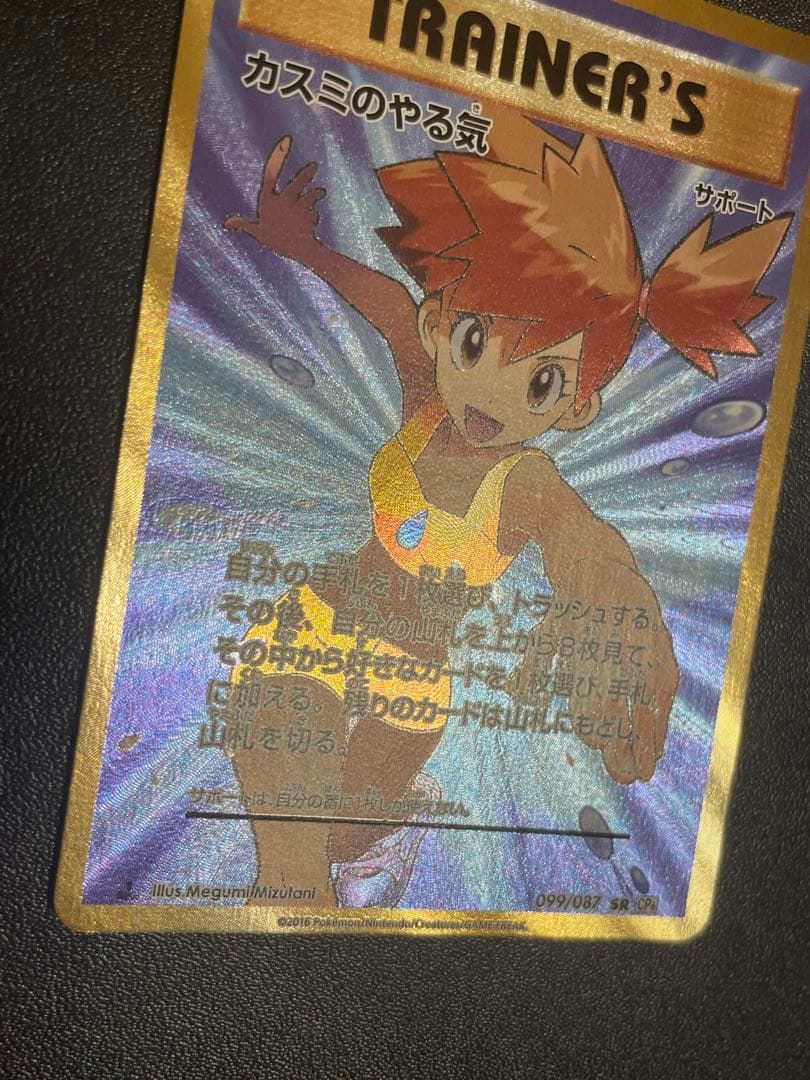 TRAINER'S
カスミのやる気
サポート
自分の手札を1枚選び、トラッシュする。
その後、自分の山札を上から8枚見て、
その中から好きなカードを1枚選び、手札
に加える。残りのカードは山札にもどし、
山札を切る。
サポートは、自分の番に1枚しか使えない。
Illus Megumi Mizutani
099/087 SR CP6
©2016 Pokémon/Nintendo/Creatures/GAME FREAK.